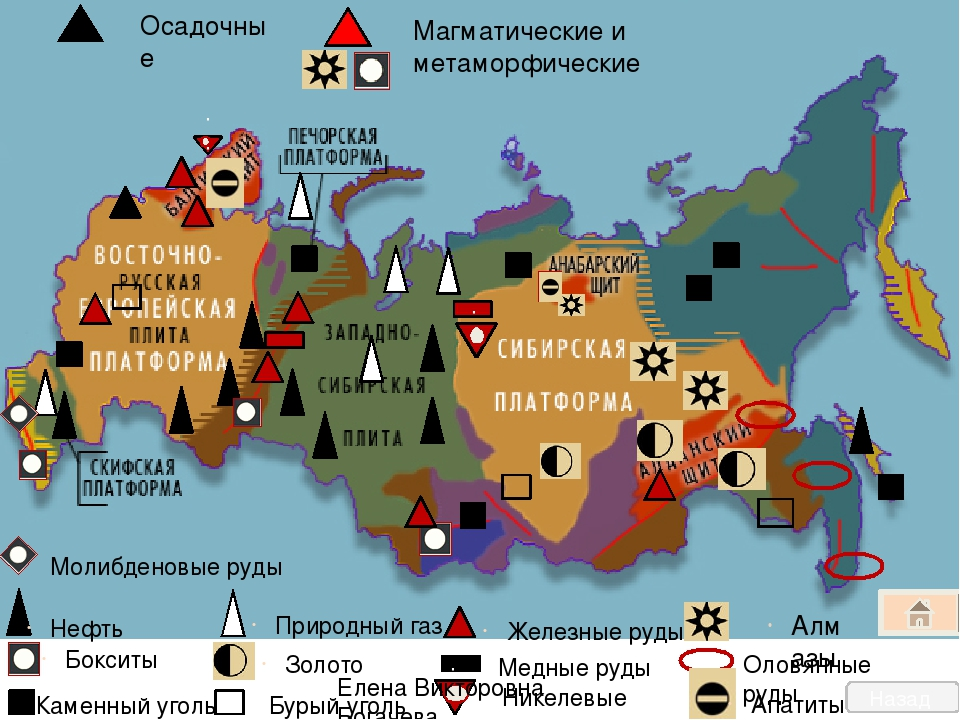 Осадочны
е
Магматические и
метаморфические
ПЕЧОРСКАЯ
ПЛАТФОРМА
БАЛТИЙСКИЙ
ЩИТ
ВОСТОЧНО-
РУССКАЯ
ЕВРОПЕЙСКАЯ
ПЛИТА
ПЛАТФОРМА
АНАБАРСКИЙ
ЩИТ
ЗАПАДНО-
СИБИРСКАЯ
ПЛИТА
СИБИРСКАЯ
ПЛАТФОРМА
АЛДАНСКИЙ
ЩИТ
СКИФСКАЯ
ПЛАТФОРМА
Молибденовые руды
Нефть
Природный газ
Железные руды
Алм
азы
Бокситы
Золото
Медные руды
Оловянные
руды
Каменный уголь
Бурый уголь
Елена Викторовна
Богачева
Никелевые
Апатиты
Назад